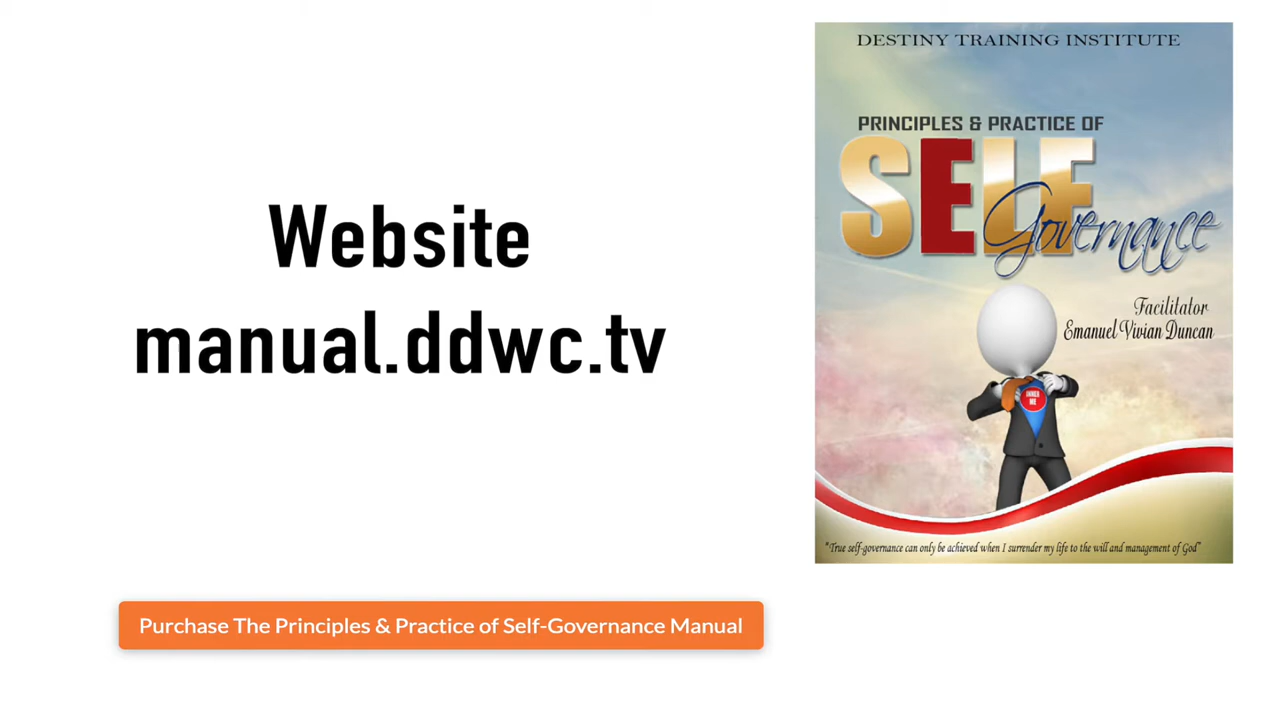 Website
manual.ddwc.tv
Purchase The Principles & Practice of Self-Governance Manual
DESTINY TRAINING INSTITUTE
PRINCIPLES & PRACTICE OF
SELF
Governance
Facilitator
Emanuel Vivian Duncan
INNER
ME
"True self-governance can only be achieved when I surrender my life to the will and management of God"